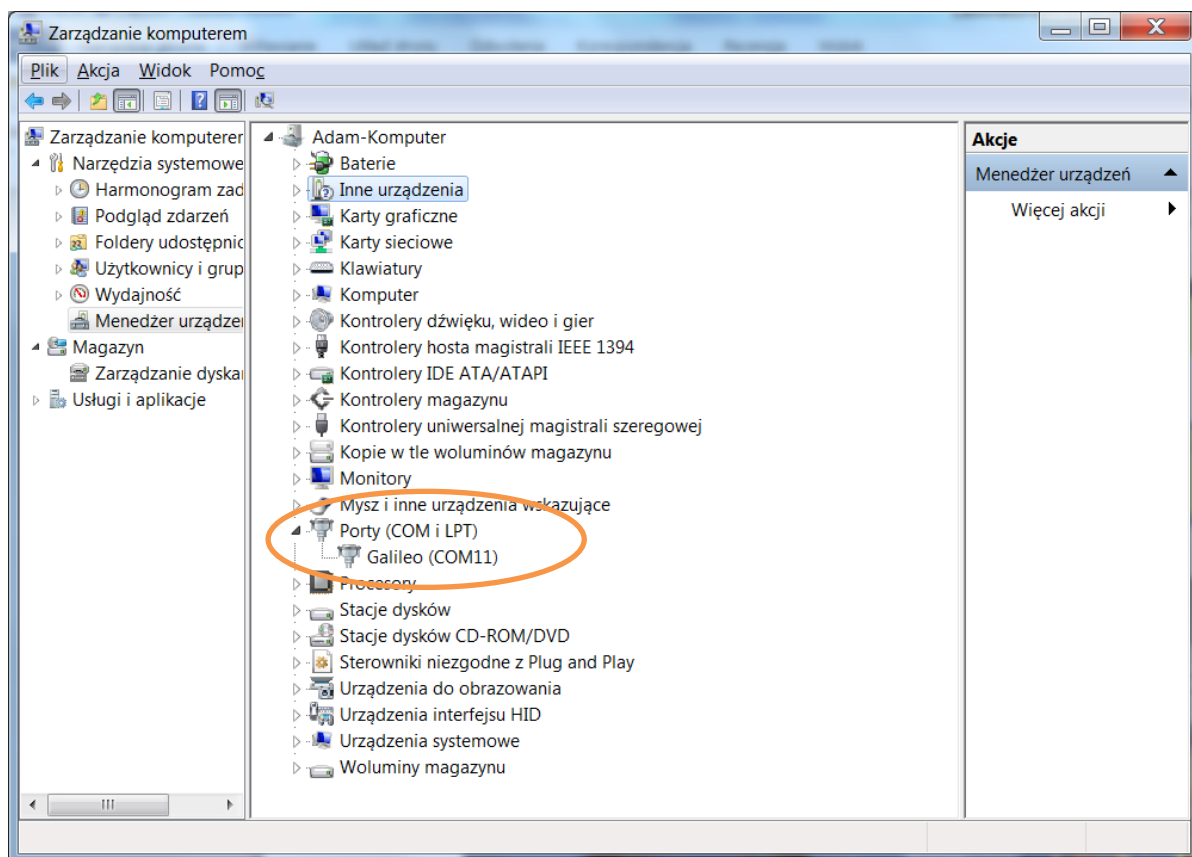 Zarządzanie komputerem
Plik Akcja Widok Pomoc
Zarządzanie komputerer
Narzędzia systemowe
Harmonogram zad
Podgląd zdarzeń
Foldery udostępnic
Użytkownicy i grup
Wydajność
Menedżer urządzeı
Magazyn
Zarządzanie dyskaı
Usługi i aplikacje
Adam-Komputer
Baterie
Inne urządzenia
Karty graficzne
Karty sieciowe
Klawiatury
Komputer
Kontrolery dźwięku, wideo i gier
Kontrolery hosta magistrali IEEE 1394
Kontrolery IDE ATA/ATAPI
Kontrolery magazynu
Kontrolery uniwersalnej magistrali szeregowej
Kopie w tle woluminów magazynu
Monitory
Mysz i inne urządzenia wskazujące
Porty (COM i LPT)
Galileo (COM11)
Procesory
Stacje dysków
Stacje dysków CD-ROM/DVD
Sterowniki niezgodne z Plug and Play
Urządzenia do obrazowania
Urządzenia interfejsu HID
Urządzenia systemowe
Woluminy magazynu
Akcje
Menedżer urządzeń
Więcej akcji